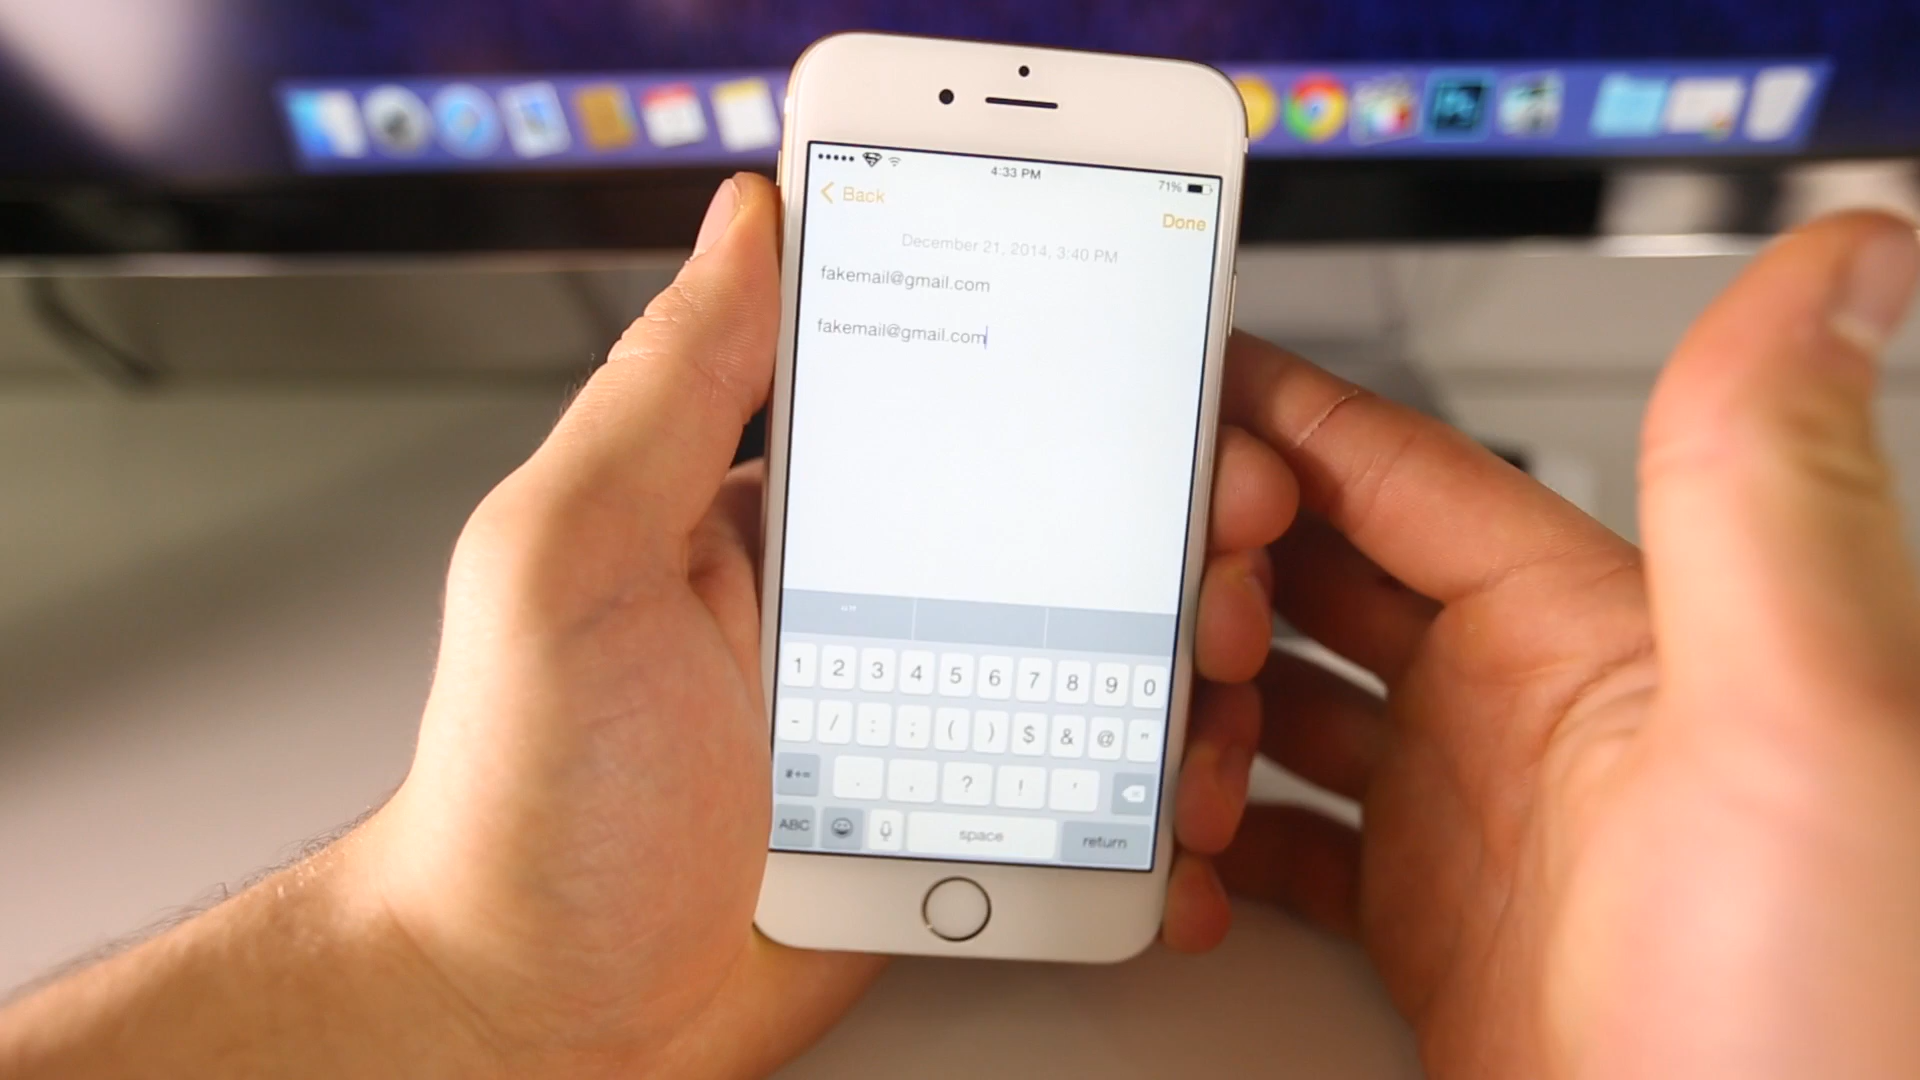 4:33 PM
71%
Back
Done
December 21, 2014, 3:40 PM
fakemail@gmail.com
fakemail@gmail.com
“”
1 2 3 4 5 6 7 8 9 0
- / : ; ( ) $ & @ "
#+= . , ? ! '
ABC space return